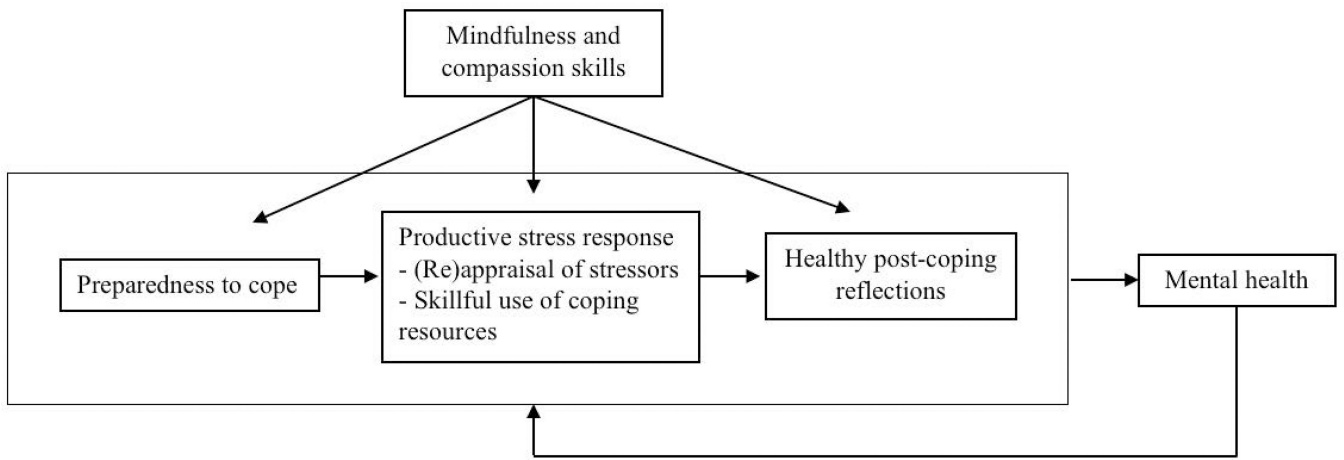 Mindfulness and
compassion skills
Preparedness to cope
Productive stress response
- (Re)appraisal of stressors
- Skillful use of coping
resources
Healthy post-coping
reflections
Mental health